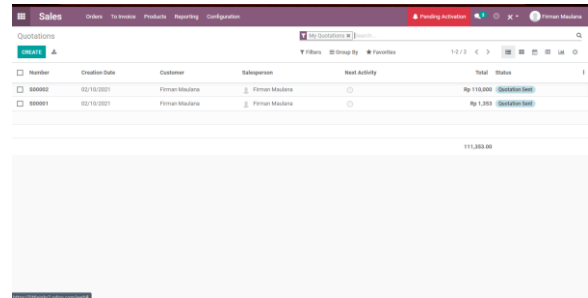 Sales Orders To Invoice Products Reporting Configuration Pending Activation Firman Maulana
Quotations My Quotations Search...
CREATE Filters Group By Favorites 1-2 / 2
Number Creation Date Customer Salesperson Next Activity Total Status
S00002 02/10/2021 Firman Maulana Firman Maulana Rp 110,000 Quotation Sent
S00001 02/10/2021 Firman Maulana Firman Maulana Rp 1,353 Quotation Sent
111,353.00